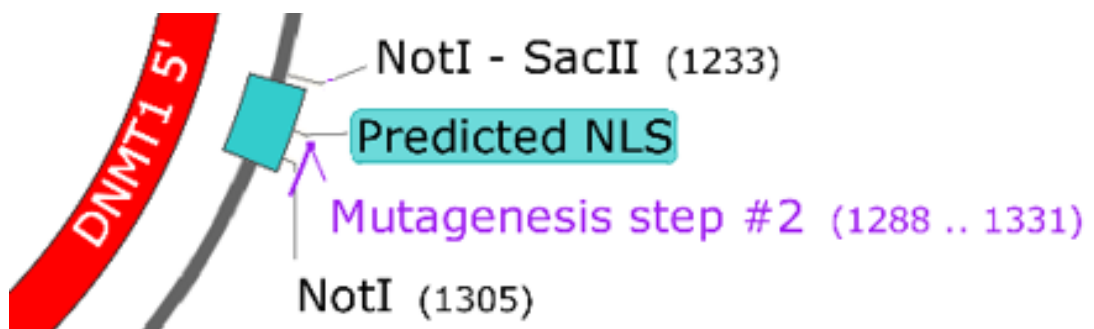 NotI - SacII (1233)
DNMT1 5'
Predicted NLS
Mutagenesis step #2 (1288 .. 1331)
NotI (1305)